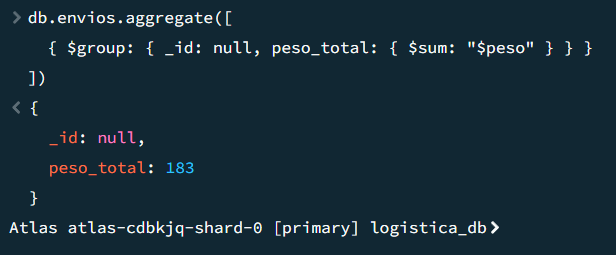 > db.envios.aggregate([
{ $group: { _id: null, peso_total: { $sum: "$peso" } } }
])
< {
_id: null,
peso_total: 183
}
Atlas atlas-cdbkjq-shard-0 [primary] logistica_db>